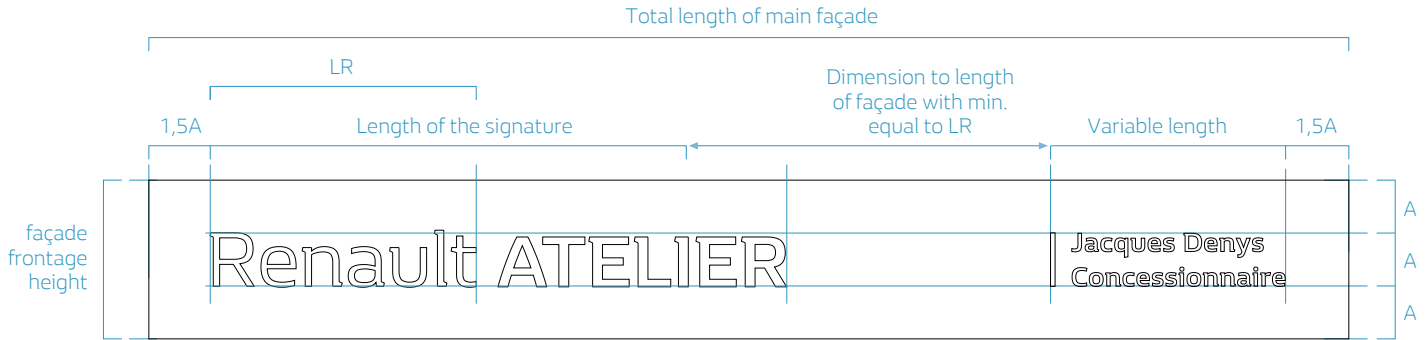 Total length of main façade
LR
Dimension to length
of façade with min.
equal to LR
1,5A
Length of the signature
Variable length
1,5A
façade
frontage
height
Renault ATELIER
Jacques Denys
Concessionnaire
A
A
A